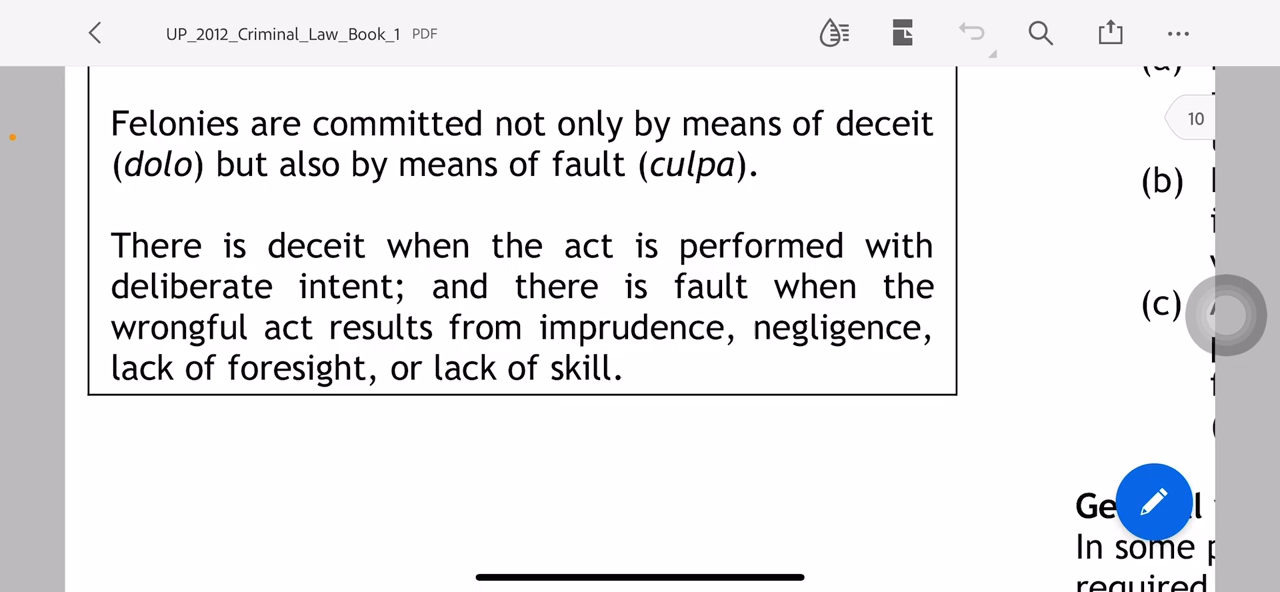 UP_2012_Criminal_Law_Book_1 PDF
Felonies are committed not only by means of deceit
(dolo) but also by means of fault (culpa).
There is deceit when the act is performed with
deliberate intent; and there is fault when the
wrongful act results from imprudence, negligence,
lack of foresight, or lack of skill.
10
(b)
(c)
In some
required